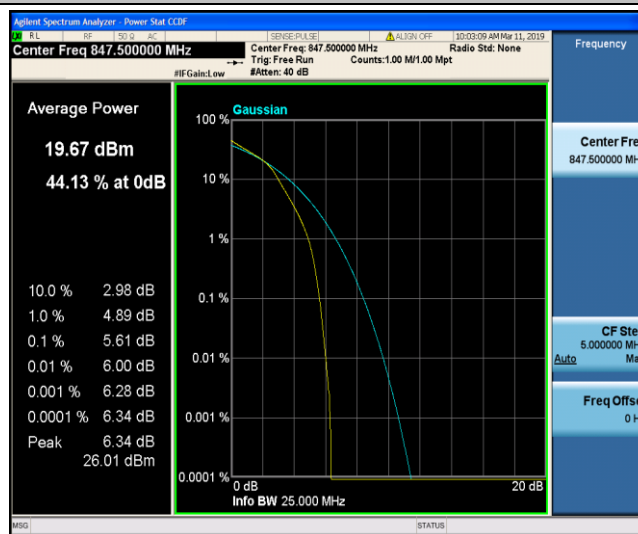 Agilent Spectrum Analyzer - Power Stat CCDF
RL RF 50 Ω AC SENSE:PULSE ALIGN OFF 10:03:09 AM Mar 11, 2019
Center Freq 847.500000 MHz
Center Freq: 847.500000 MHz Radio Std: None
Trig: Free Run Counts:1.00 M/1.00 Mpt
#IFGain:Low #Atten: 40 dB
Frequency
Average Power
19.67 dBm
44.13 % at 0dB
10.0 % 2.98 dB
1.0 % 4.89 dB
0.1 % 5.61 dB
0.01 % 6.00 dB
0.001 % 6.28 dB
0.0001 % 6.34 dB
Peak 6.34 dB
26.01 dBm
Gaussian
100 %
10 %
1 %
0.1 %
0.01 %
0.001 %
0.0001 %
0 dB 20 dB
Info BW 25.000 MHz
Center Fre
847.500000 MH
CF Ste
5.000000 MH
Auto Ma
Freq Offse
0 H
MSG STATUS